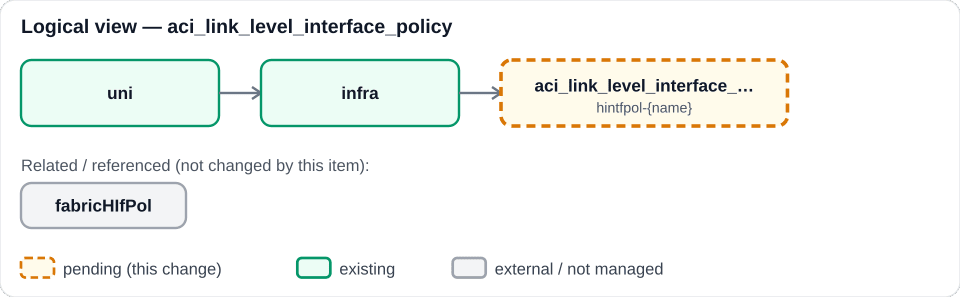 Logical view — aci_link_level_interface_policy
uni
infra
aci_link_level_interface_...
hintfpol-{name}
Related / referenced (not changed by this item):
fabricHIfPol
pending (this change)
existing
external / not managed